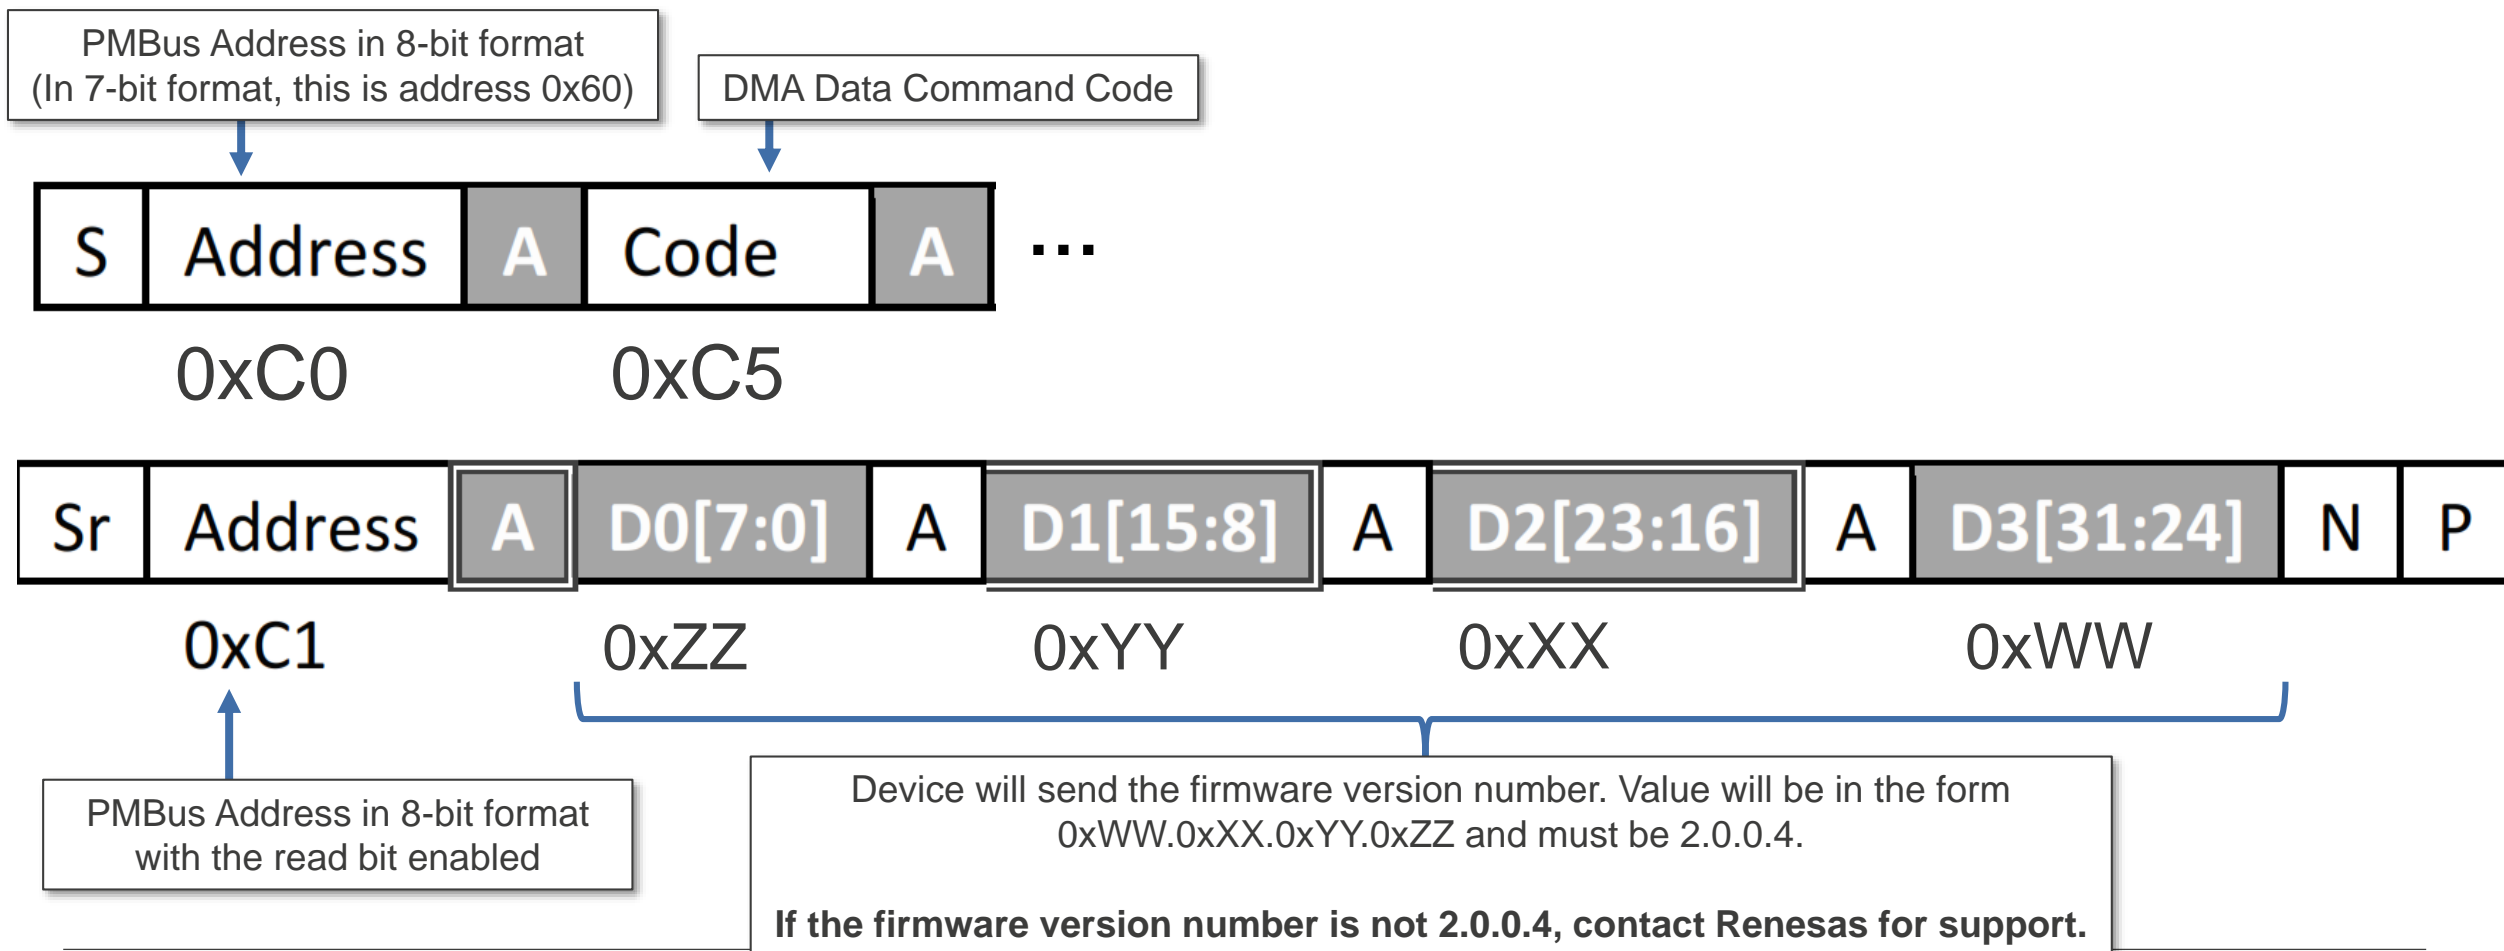 PMBus Address in 8-bit format
(In 7-bit format, this is address 0x60)
DMA Data Command Code
S Address A Code A ...
0xC0 0xC5
Sr Address A D0[7:0] A D1[15:8] A D2[23:16] A D3[31:24] N P
0xC1 0xZZ 0xYY 0xXX 0xWW
PMBus Address in 8-bit format
with the read bit enabled
Device will send the firmware version number. Value will be in the form
0xWW.0xXX.0xYY.0xZZ and must be 2.0.0.4.
If the firmware version number is not 2.0.0.4, contact Renesas for support.